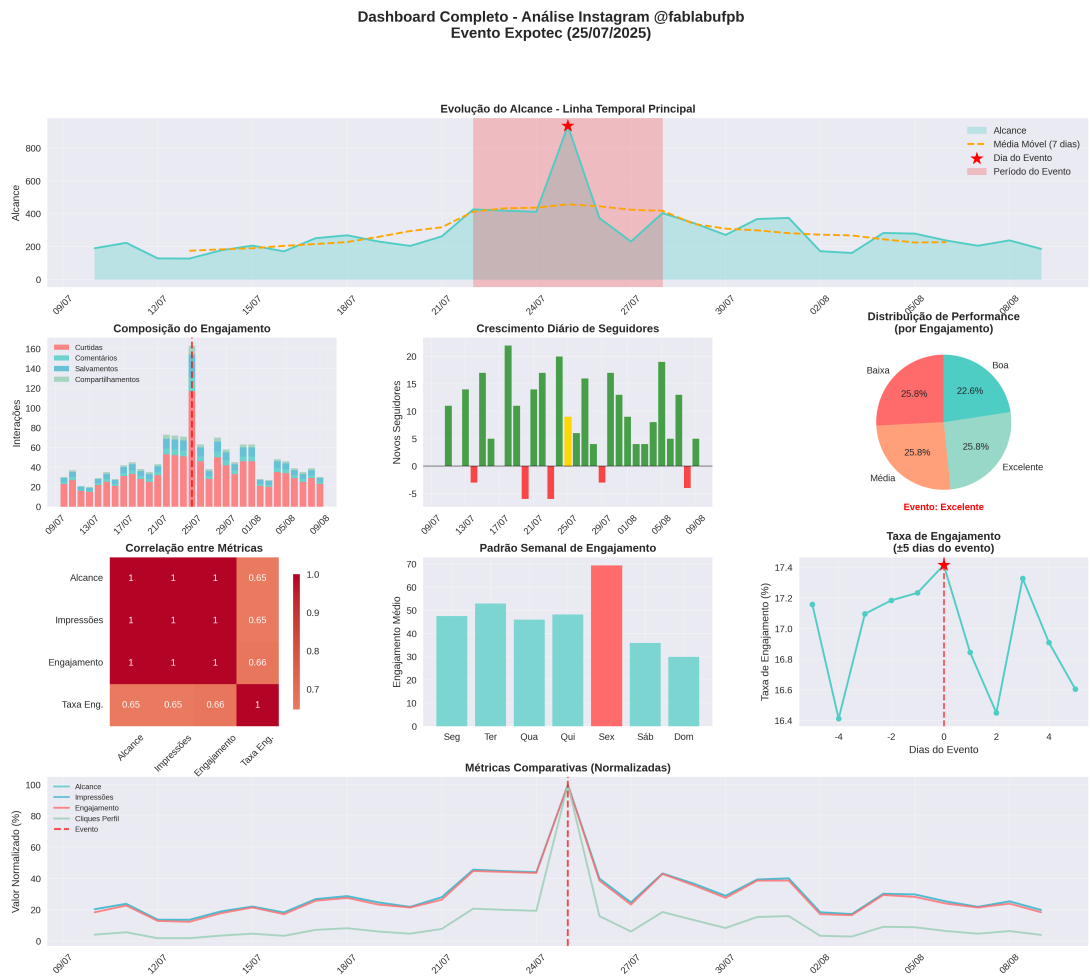 Dashboard Completo - Análise Instagram @fablabufpb
Evento Expotec (25/07/2025)
Evolução do Alcance - Linha Temporal Principal
Alcance
800
600
400
200
0
Alcance
Média Móvel (7 dias)
Dia do Evento
Período do Evento
09/07
12/07
15/07
18/07
21/07
24/07
27/07
30/07
02/08
05/08
08/08
Composição do Engajamento
Interações
160
140
120
100
80
60
40
20
0
Curtidas
Comentários
Salvamentos
Compartilhamentos
09/07
13/07
17/07
21/07
25/07
29/07
01/08
05/08
09/08
Crescimento Diário de Seguidores
Novos Seguidores
20
15
10
5
0
-5
09/07
13/07
17/07
21/07
25/07
29/07
01/08
05/08
09/08
Distribuição de Performance
(por Engajamento)
Baixa
Boa
25.8%
22.6%
25.8%
25.8%
Média
Excelente
Evento: Excelente
Correlação entre Métricas
Alcance
1
1
1
0.65
Impressões
1
1
1
0.65
Engajamento
1
1
1
0.66
Taxa Eng.
0.65
0.65
0.66
1
Alcance
Impressões
Engajamento
Taxa Eng.
1.0
0.9
0.8
0.7
Padrão Semanal de Engajamento
Engajamento Médio
70
60
50
40
30
20
10
0
Seg
Ter
Qua
Qui
Sex
Sáb
Dom
Taxa de Engajamento
(±5 dias do evento)
Taxa de Engajamento (%)
17.4
17.2
17.0
16.8
16.6
16.4
-4
-2
0
2
4
Dias do Evento
Métricas Comparativas (Normalizadas)
Valor Normalizado (%)
100
80
60
40
20
0
Alcance
Impressões
Engajamento
Cliques Perfil
Evento
09/07
12/07
15/07
18/07
21/07
24/07
27/07
30/07
02/08
05/08
08/08